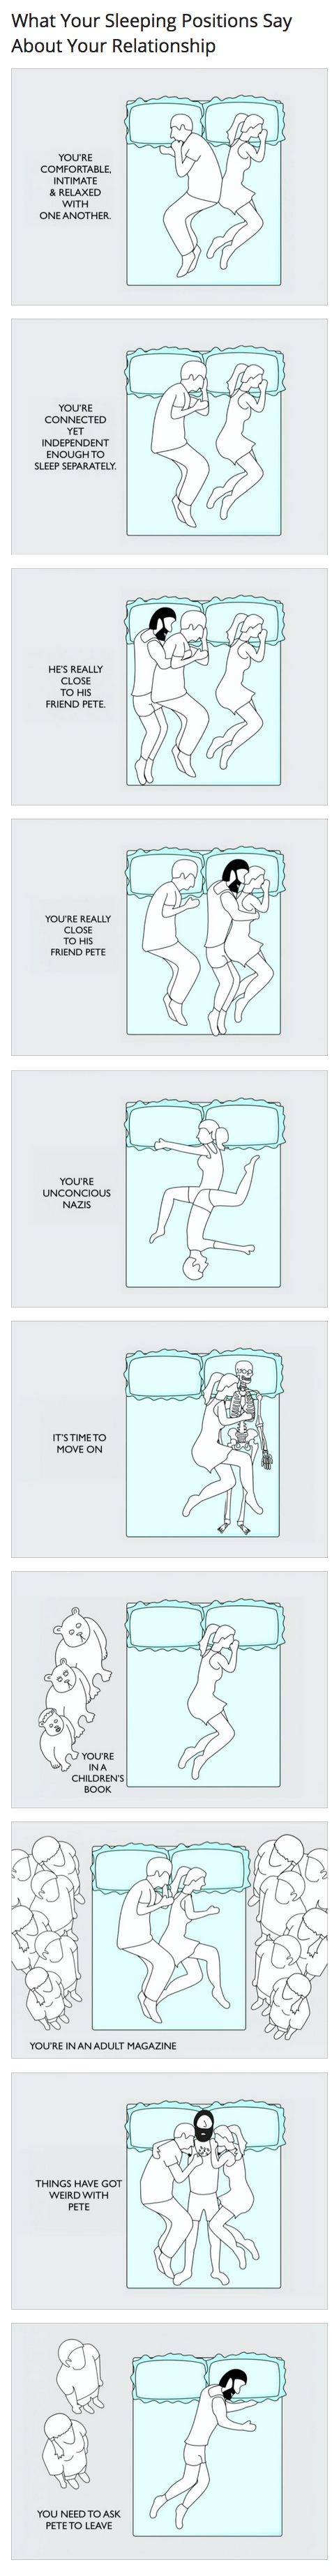 What Your Sleeping Positions Say
About Your Relationship
YOU'RE
COMFORTABLE,
INTIMATE
& RELAXED
WITH
ONE ANOTHER.
YOU'RE
CONNECTED
YET
INDEPENDENT
ENOUGH TO
SLEEP SEPARATELY.
HE'S REALLY
CLOSE
TO HIS
FRIEND PETE.
YOU'RE REALLY
CLOSE
TO HIS
FRIEND PETE
YOU'RE
UNCONCIOUS
NAZIS
IT'S TIME TO
MOVE ON
YOU'RE
IN A
CHILDREN'S
BOOK
YOU'RE IN AN ADULT MAGAZINE
THINGS HAVE GOT
WEIRD WITH
PETE
YOU NEED TO ASK
PETE TO LEAVE